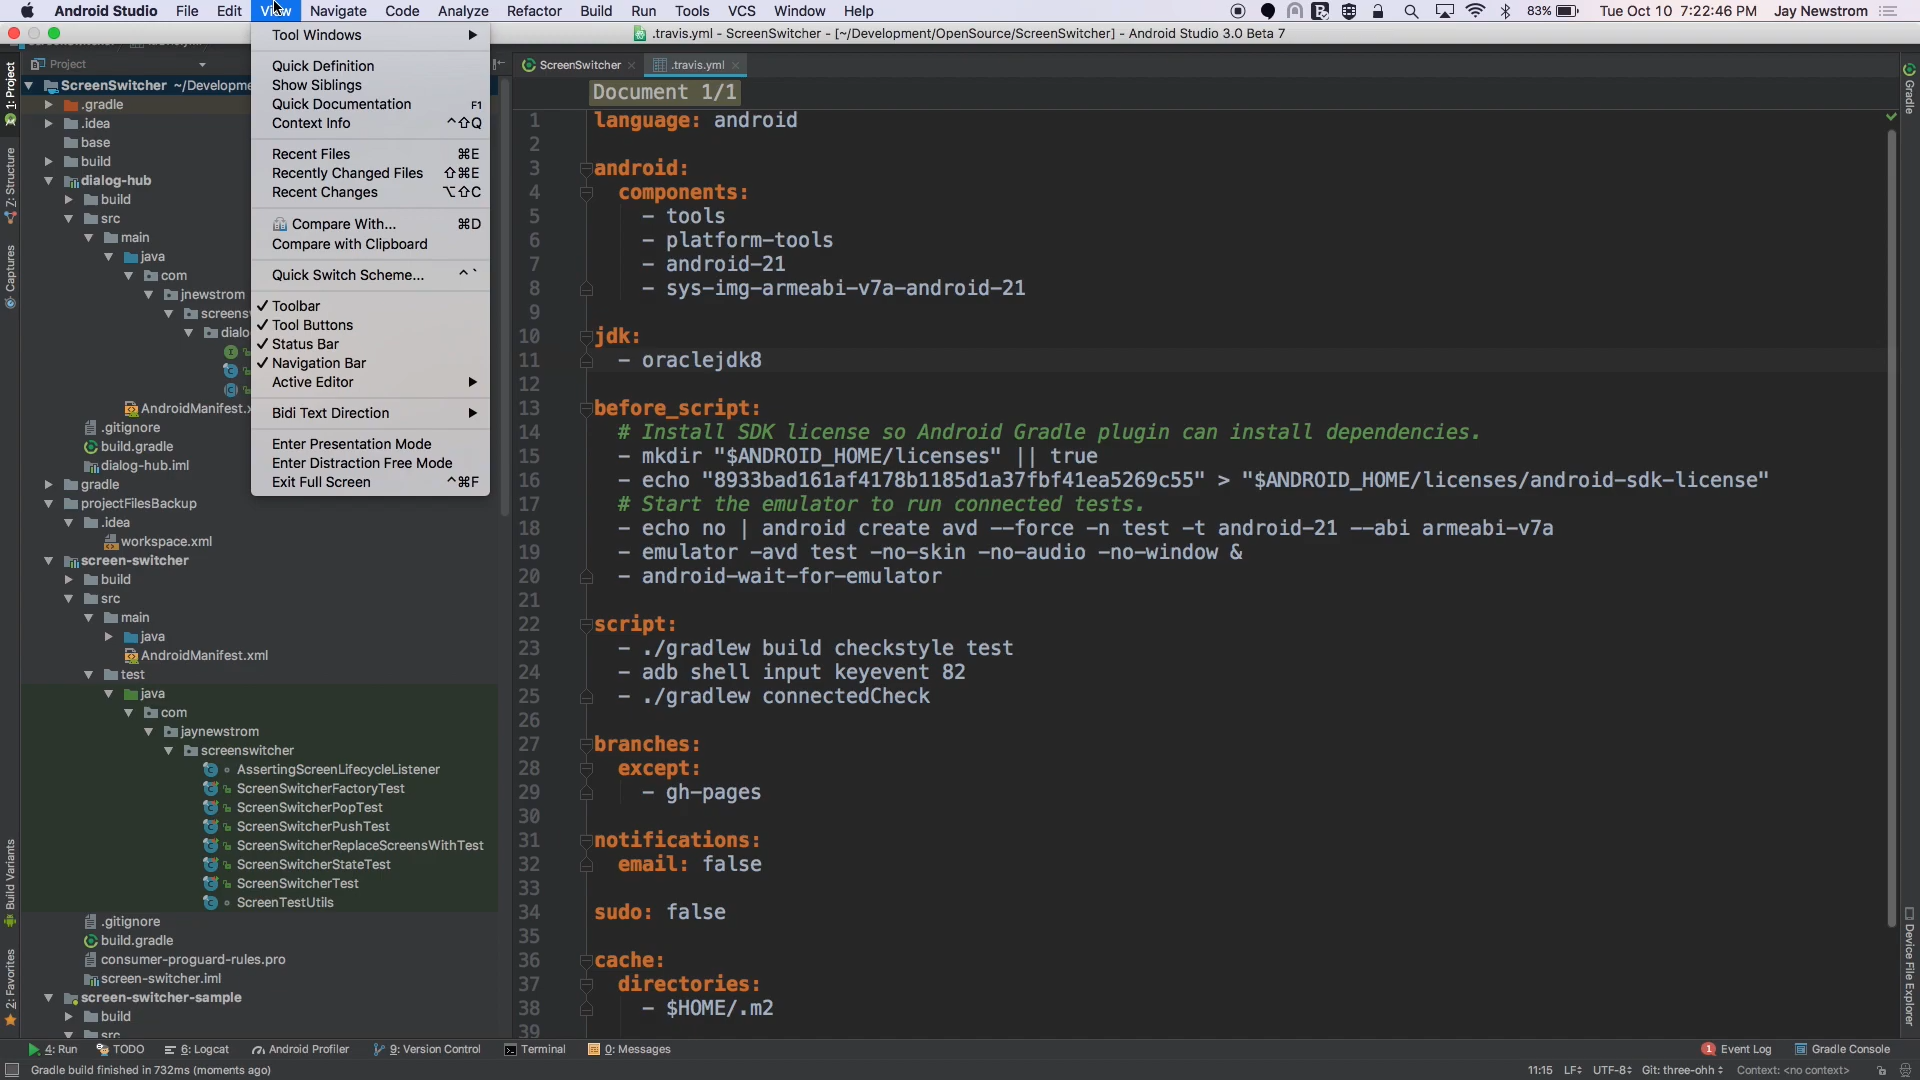 Android Studio File Edit View Navigate Code Analyze Refactor Build Run Tools VCS Window Help 83% Tue Oct 10 7:22:46 PM Jay Newstrom
.travis.yml - ScreenSwitcher - [~/Development/OpenSource/ScreenSwitcher] - Android Studio 3.0 Beta 7
Tool Windows
Quick Definition
Show Siblings
Quick Documentation F1
Context Info ^⇧Q
Recent Files ⌘E
Recently Changed Files ⇧⌘E
Recent Changes ⌥⇧C
Compare With... ⌘D
Compare with Clipboard
Quick Switch Scheme... ^`
✓ Toolbar
✓ Tool Buttons
✓ Status Bar
✓ Navigation Bar
Active Editor
Bidi Text Direction
Enter Presentation Mode
Enter Distraction Free Mode
Exit Full Screen ^⌘F
1: Project
7: Structure
Captures
Build Variants
2: Favorites
Project
ScreenSwitcher ~/Developme
.gradle
.idea
base
build
dialog-hub
build
src
main
java
com
jnewstrom
screens
dialo
AndroidManifest.x
.gitignore
build.gradle
dialog-hub.iml
gradle
projectFilesBackup
.idea
workspace.xml
screen-switcher
build
src
main
java
AndroidManifest.xml
test
java
com
jaynewstrom
screenswitcher
AssertingScreenLifecycleListener
ScreenSwitcherFactoryTest
ScreenSwitcherPopTest
ScreenSwitcherPushTest
ScreenSwitcherReplaceScreensWithTest
ScreenSwitcherStateTest
ScreenSwitcherTest
ScreenTestUtils
.gitignore
build.gradle
consumer-proguard-rules.pro
screen-switcher.iml
screen-switcher-sample
build
src
ScreenSwitcher .travis.yml
Document 1/1
1 language: android
2
3 android:
4 components:
5 - tools
6 - platform-tools
7 - android-21
8 - sys-img-armeabi-v7a-android-21
9
10 jdk:
11 - oraclejdk8
12
13 before_script:
14 # Install SDK license so Android Gradle plugin can install dependencies.
15 - mkdir "$ANDROID_HOME/licenses" || true
16 - echo "8933bad161af4178b1185d1a37fbf41ea5269c55" > "$ANDROID_HOME/licenses/android-sdk-license"
17 # Start the emulator to run connected tests.
18 - echo no | android create avd --force -n test -t android-21 --abi armeabi-v7a
19 - emulator -avd test -no-skin -no-audio -no-window &
20 - android-wait-for-emulator
21
22 script:
23 - ./gradlew build checkstyle test
24 - adb shell input keyevent 82
25 - ./gradlew connectedCheck
26
27 branches:
28 except:
29 - gh-pages
30
31 notifications:
32 email: false
33
34 sudo: false
35
36 cache:
37 directories:
38 - $HOME/.m2
39
Gradle
Device File Explorer
4: Run TODO 6: Logcat Android Profiler 9: Version Control Terminal 0: Messages 1 Event Log Gradle Console
Gradle build finished in 732ms (moments ago) 11:15 LF÷ UTF-8÷ Git: three-ohh÷ Context: <no context>